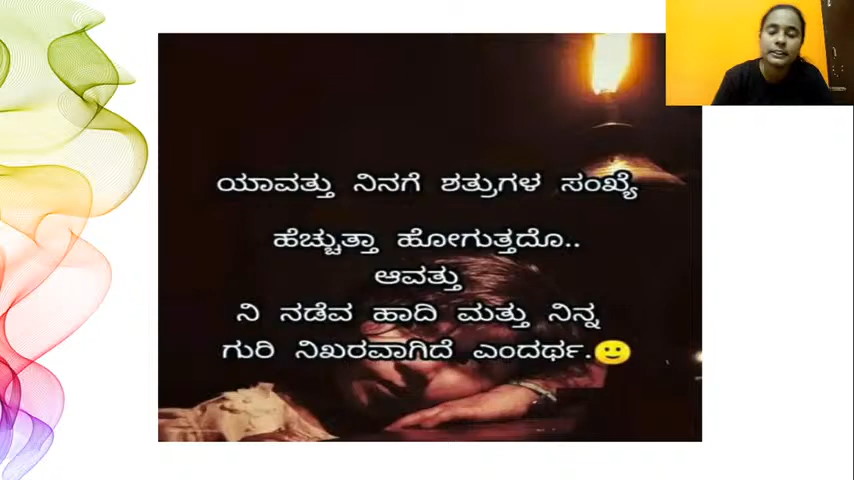 ಯಾವತ್ತು ನಿನಗೆ ಶತ್ರುಗಳ ಸಂಖ್ಯೆ
ಹೆಚ್ಚುತ್ತಾ ಹೋಗುತ್ತದೊ..
ಆವತ್ತು
ನಿ ನಡೆವ ಹಾದಿ ಮತ್ತು ನಿನ್ನ
ಗುರಿ ನಿಖರವಾಗಿದೆ ಎಂದರ್ಥ.🙂